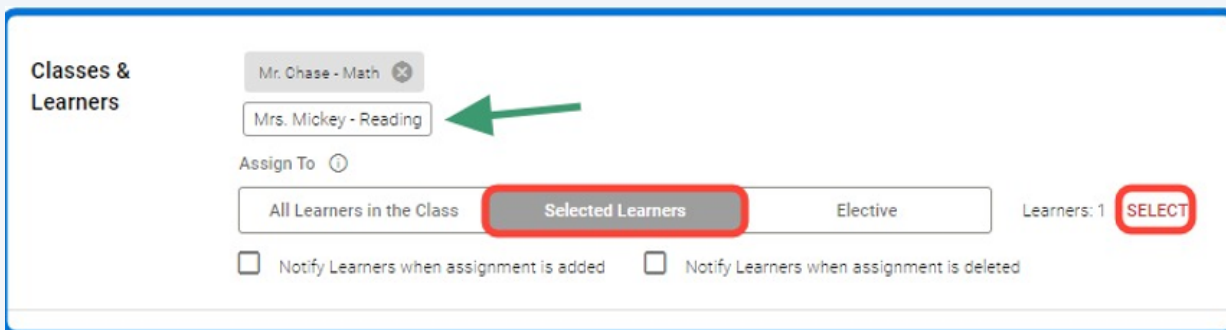 Classes &
Learners
Mr. Chase - Math
Mrs. Mickey - Reading
Assign To
All Learners in the Class
Selected Learners
Elective
Learners: 1
SELECT
Notify Learners when assignment is added
Notify Learners when assignment is deleted